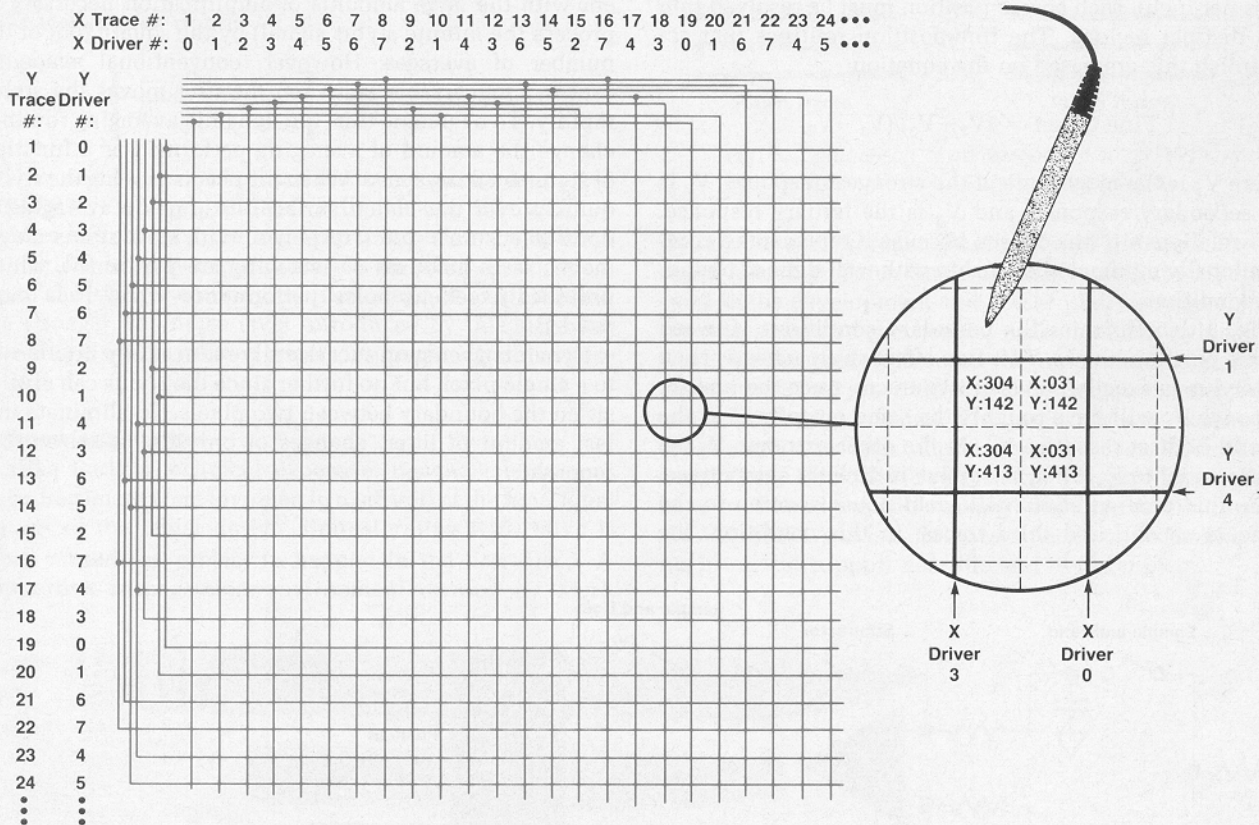 X Trace #: 1 2 3 4 5 6 7 8 9 10 11 12 13 14 15 16 17 18 19 20 21 22 23 24 ••••
X Driver #: 0 1 2 3 4 5 6 7 2 1 4 3 6 5 2 7 4 3 0 1 6 7 4 5 ••••
Y Y
Trace Driver
#: #:
1 0
2 1
3 2
4 3
5 4
6 5
7 6
8 7
9 2
10 1
11 4
12 3
13 6
14 5
15 2
16 7
17 4
18 3
19 0
20 1
21 6
22 7
23 4
24 5
X:304 X:031
Y:142 Y:142
X:304 X:031
Y:413 Y:413
Y
Driver
1
Y
Driver
4
X
Driver
3
X
Driver
0